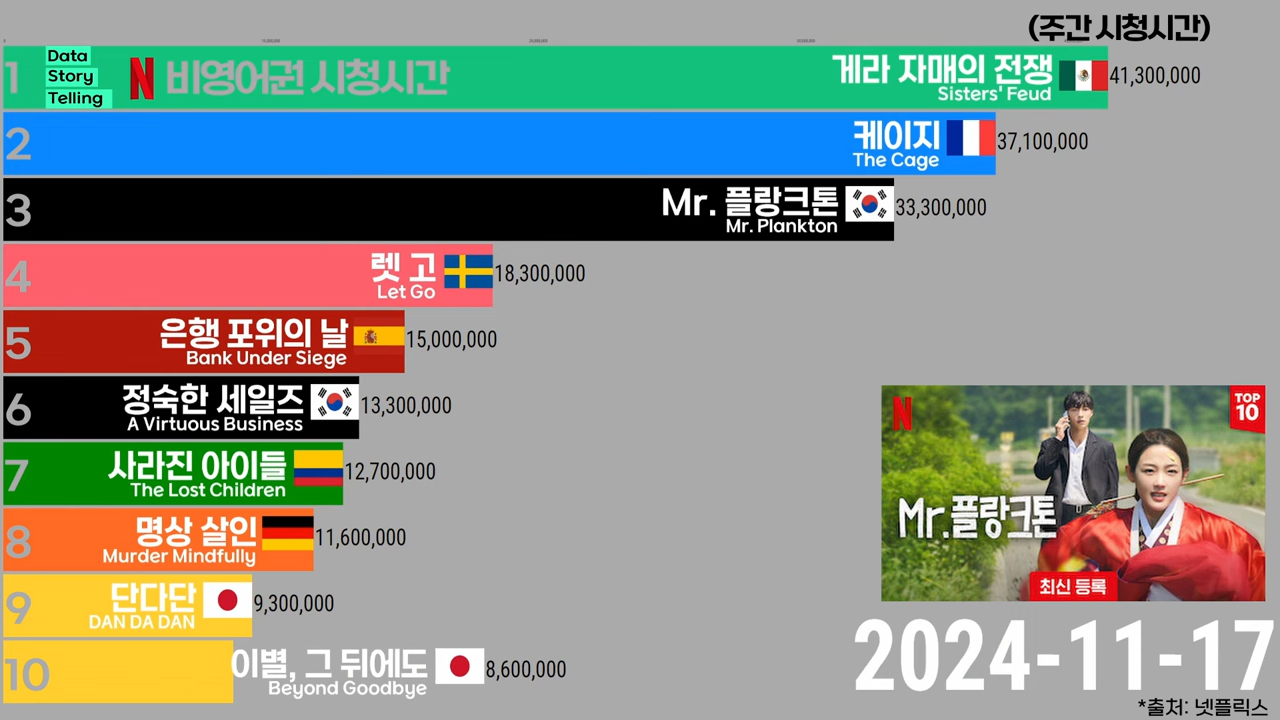 (주간 시청시간)
1
Data
Story
Telling
N 비영어권 시청시간
게라 자매의 전쟁
Sisters' Feud
41,300,000
2
케이지
The Cage
37,100,000
3
Mr. 플랑크톤
Mr. Plankton
33,300,000
4
렛 고
Let Go
18,300,000
5
은행 포위의 날
Bank Under Siege
15,000,000
6
정숙한 세일즈
A Virtuous Business
13,300,000
7
사라진 아이들
The Lost Children
12,700,000
8
명상 살인
Murder Mindfully
11,600,000
9
단다단
DAN DA DAN
9,300,000
10
이별, 그 뒤에도
Beyond Goodbye
8,600,000
N
TOP
10
Mr.플랑크톤
최신 등록
2024-11-17
*출처: 넷플릭스